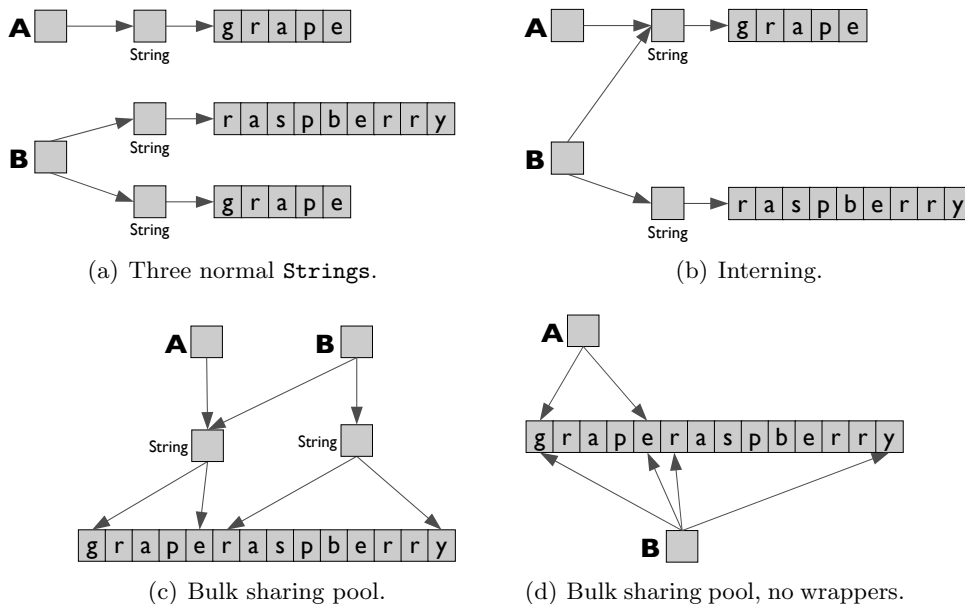 A
g r a p e
String
r a s p b e r r y
B
String
g r a p e
String
(a) Three normal Strings.
A
g r a p e
String
B
r a s p b e r r y
String
(b) Interning.
A
B
String
String
g r a p e r a s p b e r r y
(c) Bulk sharing pool.
A
g r a p e r a s p b e r r y
B
(d) Bulk sharing pool, no wrappers.